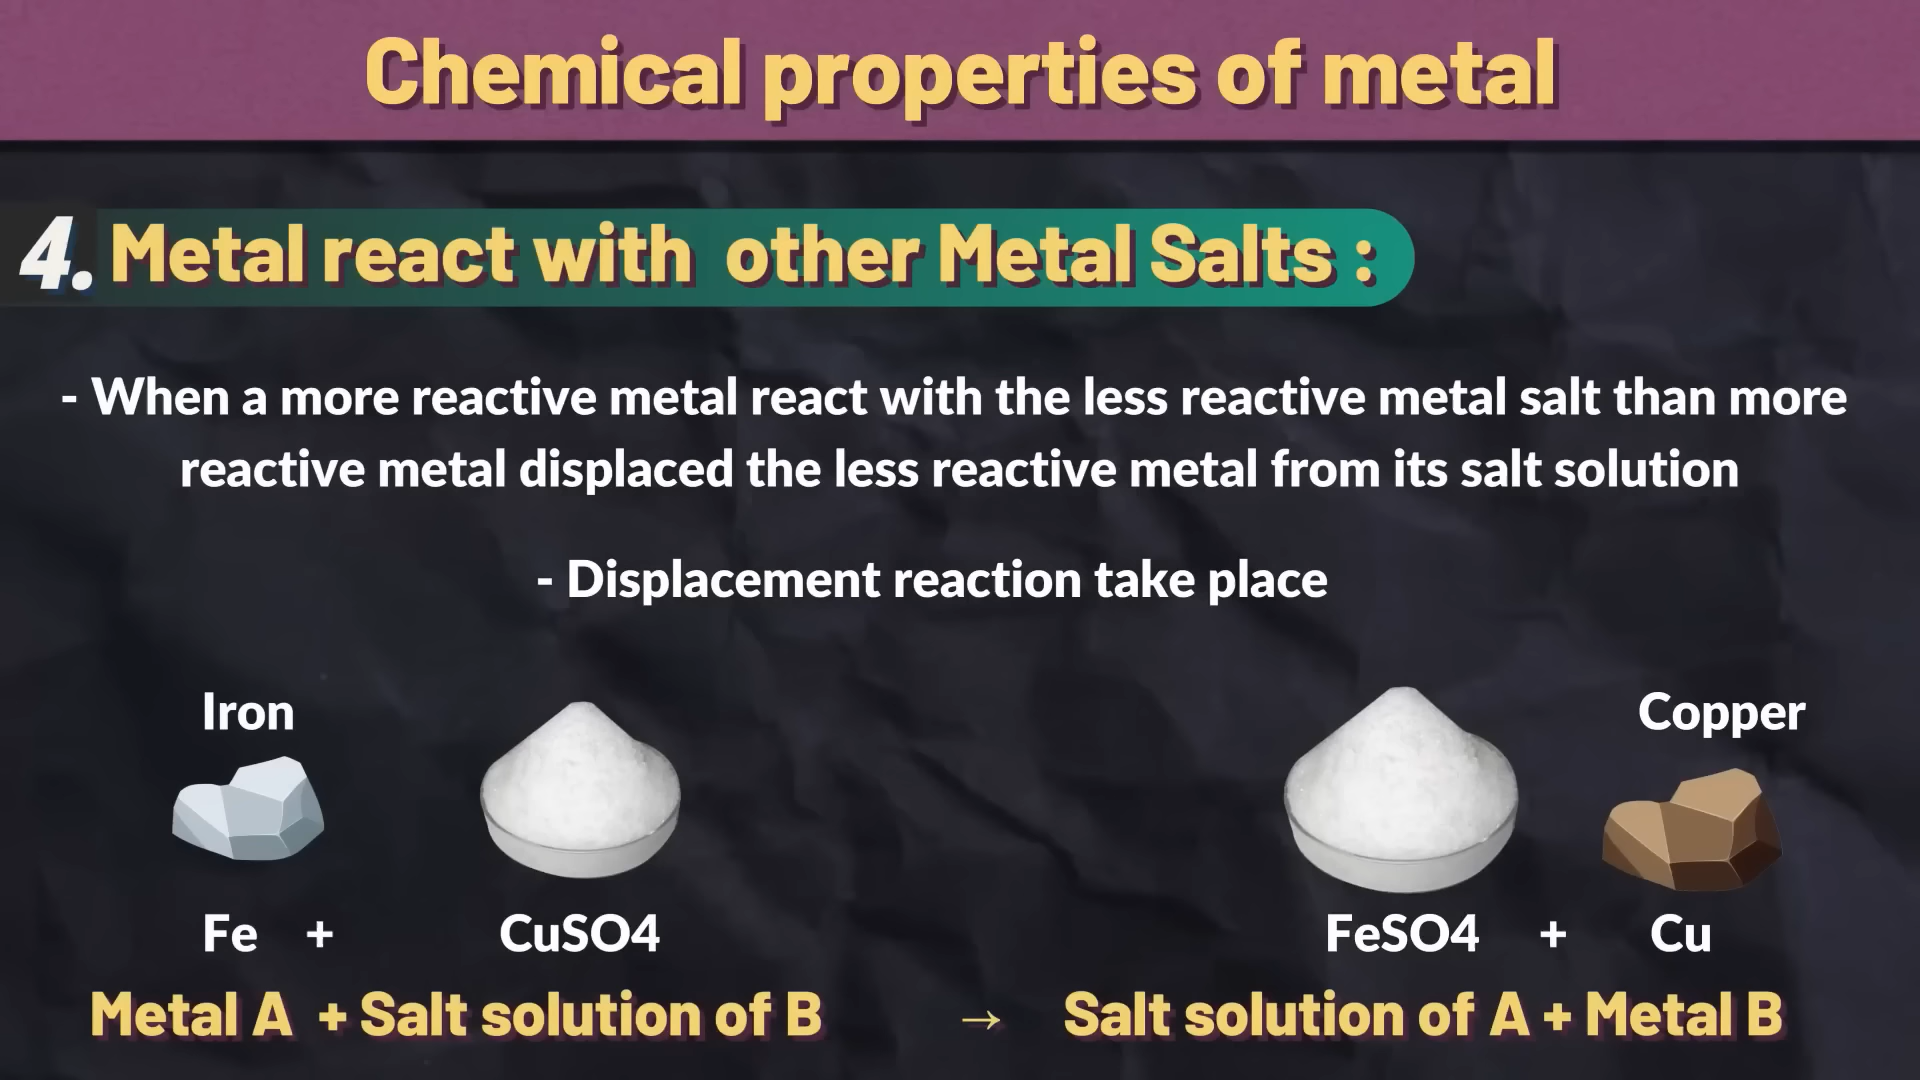 Chemical properties of metal
4. Metal react with other Metal Salts :
- When a more reactive metal react with the less reactive metal salt than more
reactive metal displaced the less reactive metal from its salt solution
- Displacement reaction take place
Iron
Copper
Fe + CuSO4 FeSO4 + Cu
Metal A + Salt solution of B → Salt solution of A + Metal B